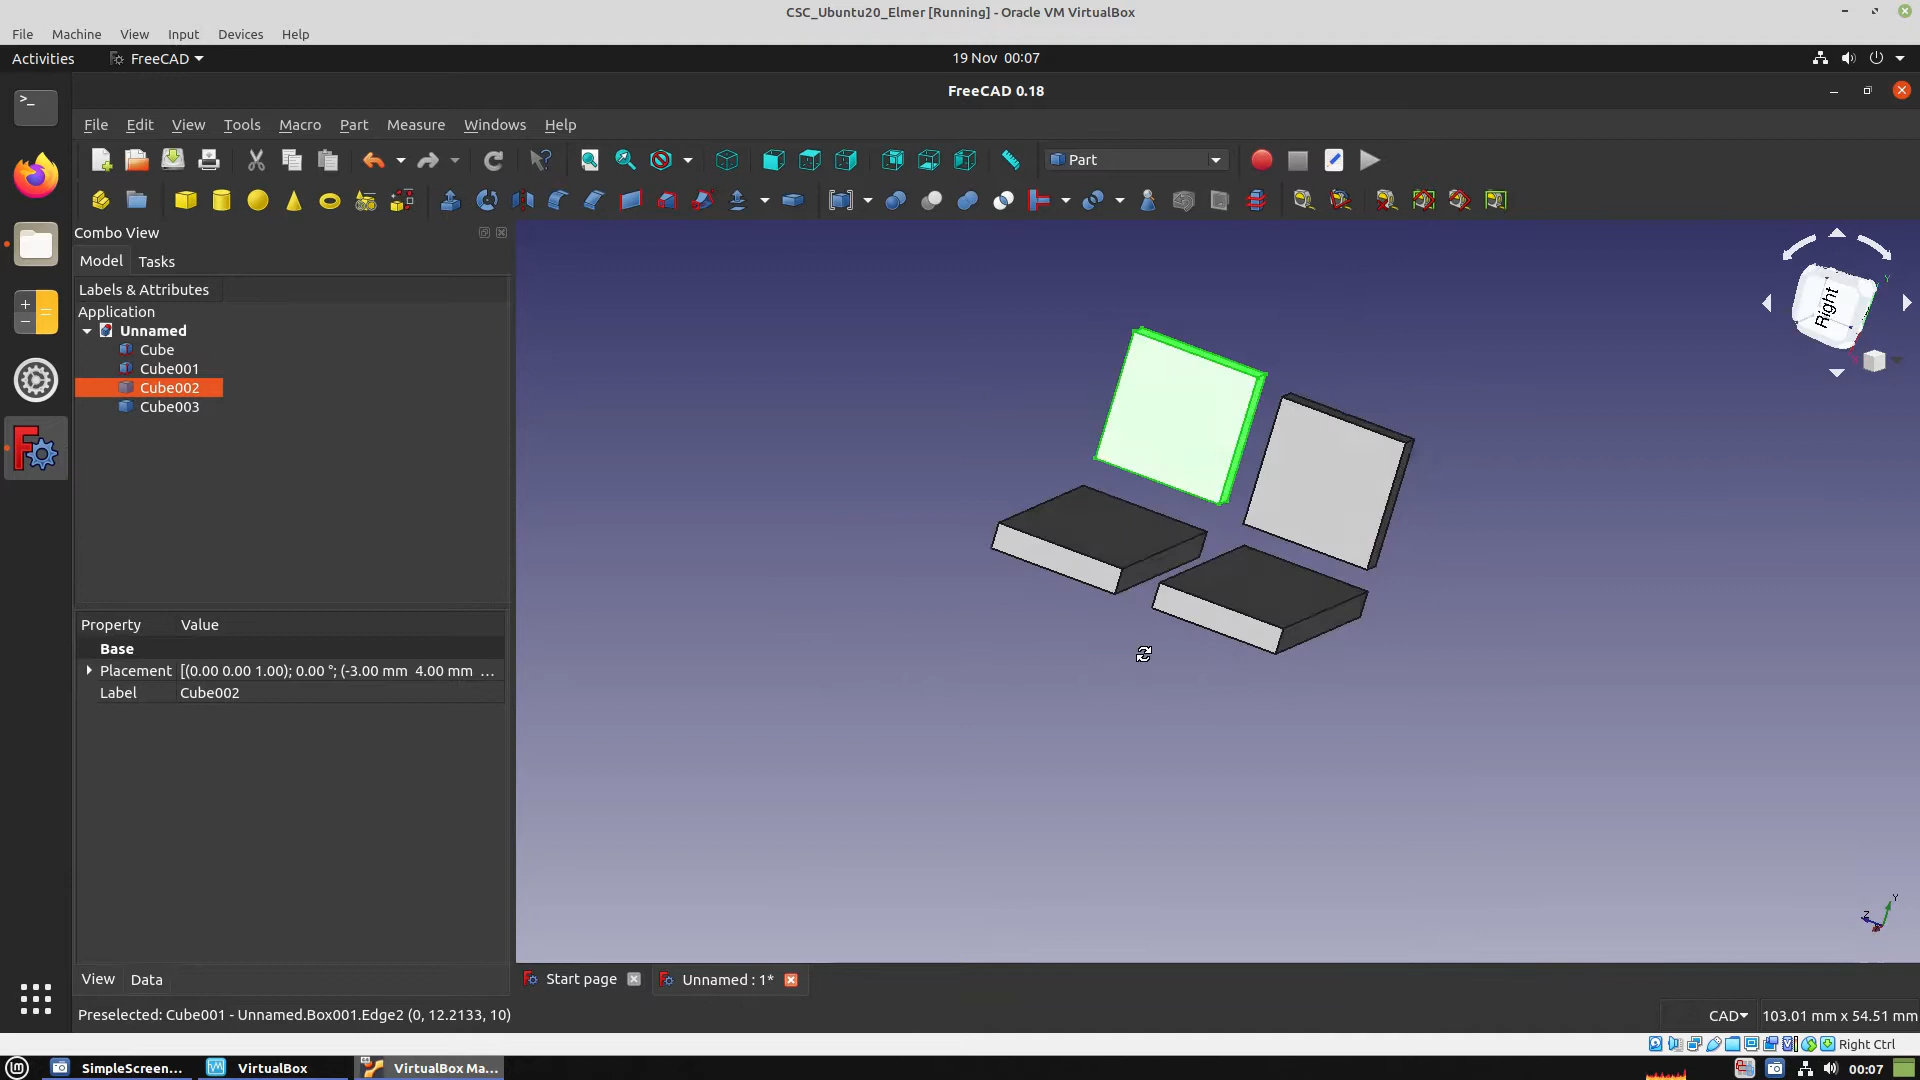 CSC_Ubuntu20_Elmer [Running] - Oracle VM VirtualBox
File Machine View Input Devices Help
Activities FreeCAD 19 Nov 00:07
FreeCAD 0.18
File Edit View Tools Macro Part Measure Windows Help
Part
Combo View
Model Tasks
Labels & Attributes
Application
Unnamed
Cube
Cube001
Cube002
Cube003
Right
Y
Property Value
Base
Placement [(0.00 0.00 1.00); 0.00 °; (-3.00 mm 4.00 mm ...
Label Cube002
Y
Z
View Data
Start page Unnamed : 1*
Preselected: Cube001 - Unnamed.Box001.Edge2 (0, 12.2133, 10) CAD 103.01 mm x 54.51 mm
Right Ctrl
SimpleScreen... VirtualBox VirtualBox Ma... 00:07